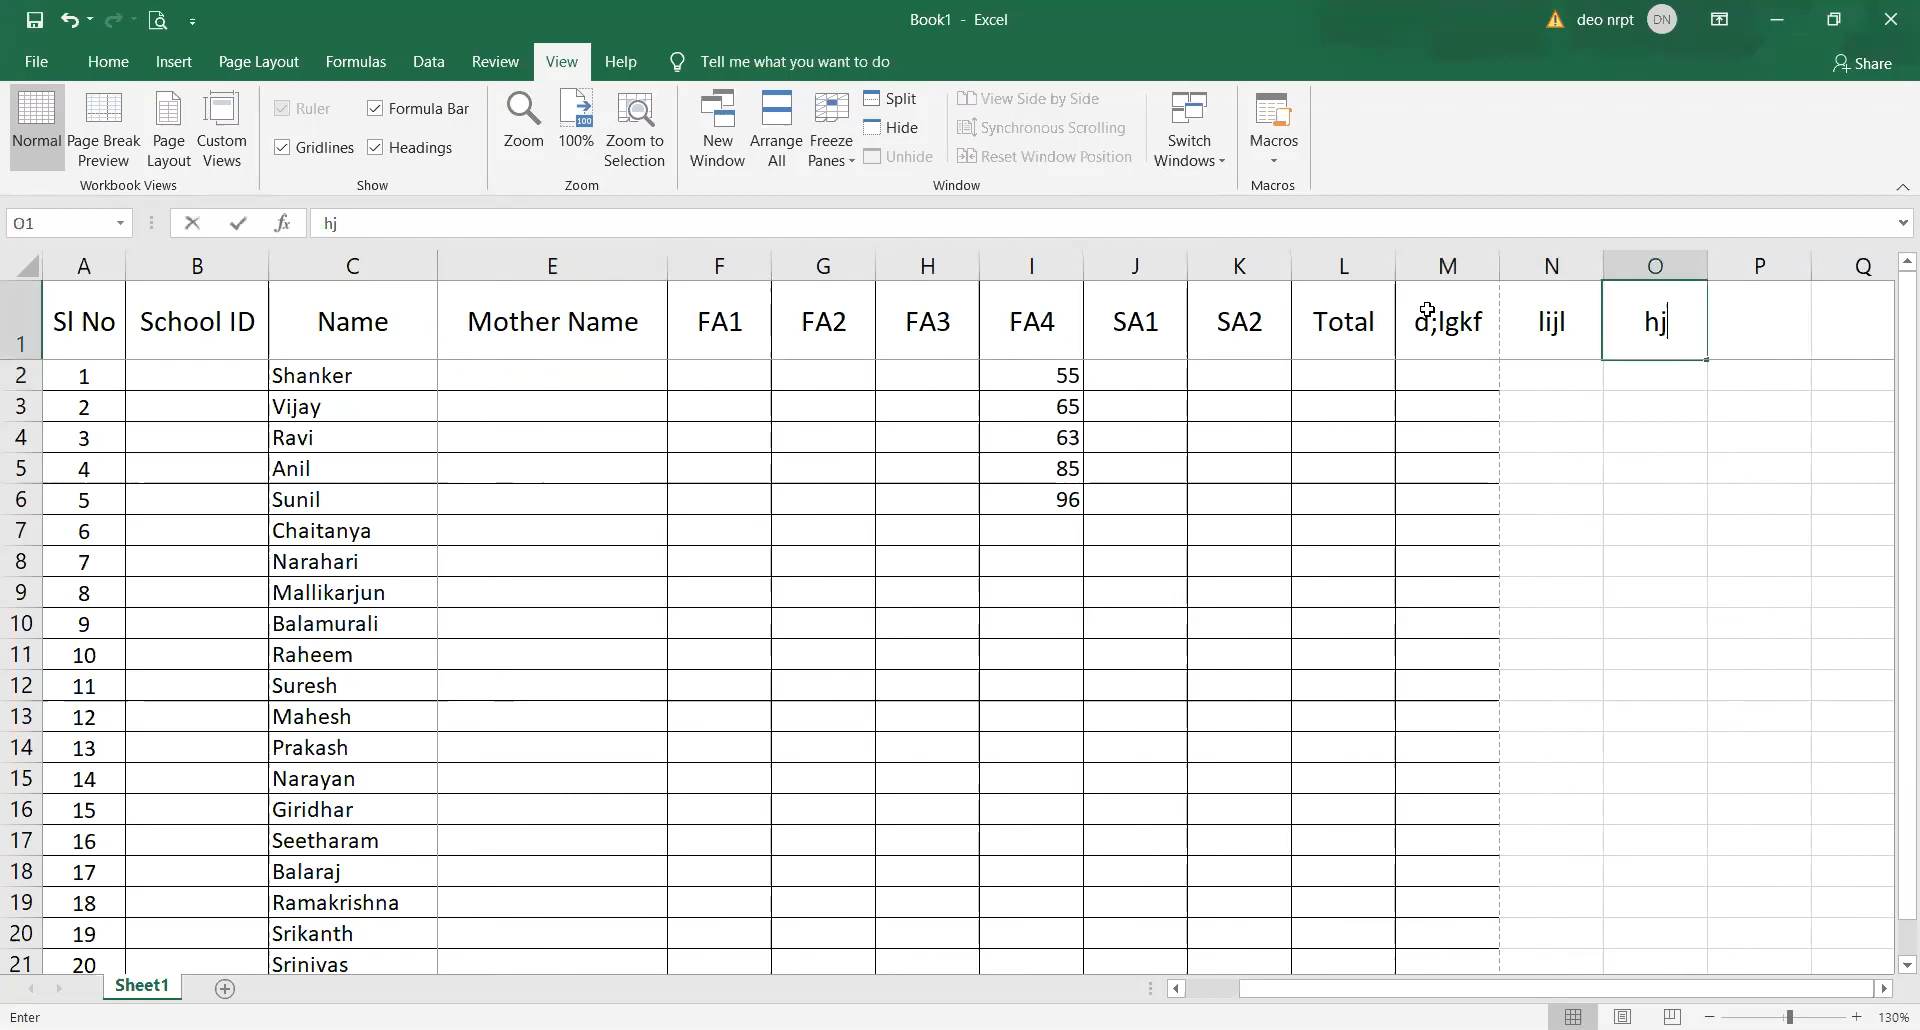 Book1 - Excel
deo nrpt DN
File Home Insert Page Layout Formulas Data Review View Help Tell me what you want to do Share
Normal
Page Break Preview
Page Layout
Custom Views
Workbook Views
Ruler Formula Bar
Gridlines Headings
Show
Zoom
100
100%
Zoom to Selection
Zoom
New Window
Arrange All
Freeze Panes
Split
Hide
Unhide
View Side by Side
Synchronous Scrolling
Reset Window Position
Window
Switch Windows
Macros
Macros
O1 fx hj
A B C E F G H I J K L M N O P Q
1 Sl No School ID Name Mother Name FA1 FA2 FA3 FA4 SA1 SA2 Total d;lgkf lijl hj
2 1 Shanker 55
3 2 Vijay 65
4 3 Ravi 63
5 4 Anil 85
6 5 Sunil 96
7 6 Chaitanya
8 7 Narahari
9 8 Mallikarjun
10 9 Balamurali
11 10 Raheem
12 11 Suresh
13 12 Mahesh
14 13 Prakash
15 14 Narayan
16 15 Giridhar
17 16 Seetharam
18 17 Balaraj
19 18 Ramakrishna
20 19 Srikanth
21 20 Srinivas
Sheet1
Enter 130%